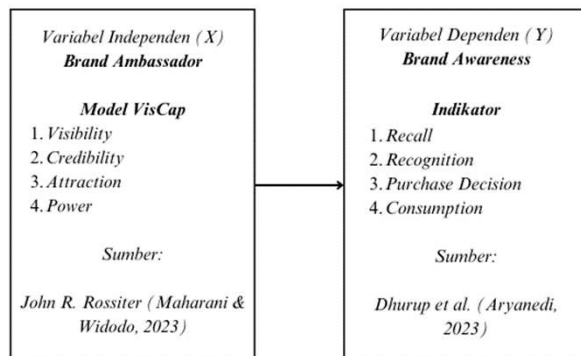 Variabel Independen (X)
Brand Ambassador
Model VisCap
1. Visibility
2. Credibility
3. Attraction
4. Power
Sumber:
John R. Rossiter (Maharani &
Widodo, 2023)
Variabel Dependen (Y)
Brand Awareness
Indikator
1. Recall
2. Recognition
3. Purchase Decision
4. Consumption
Sumber:
Dhurup et al. (Aryanedi,
2023)